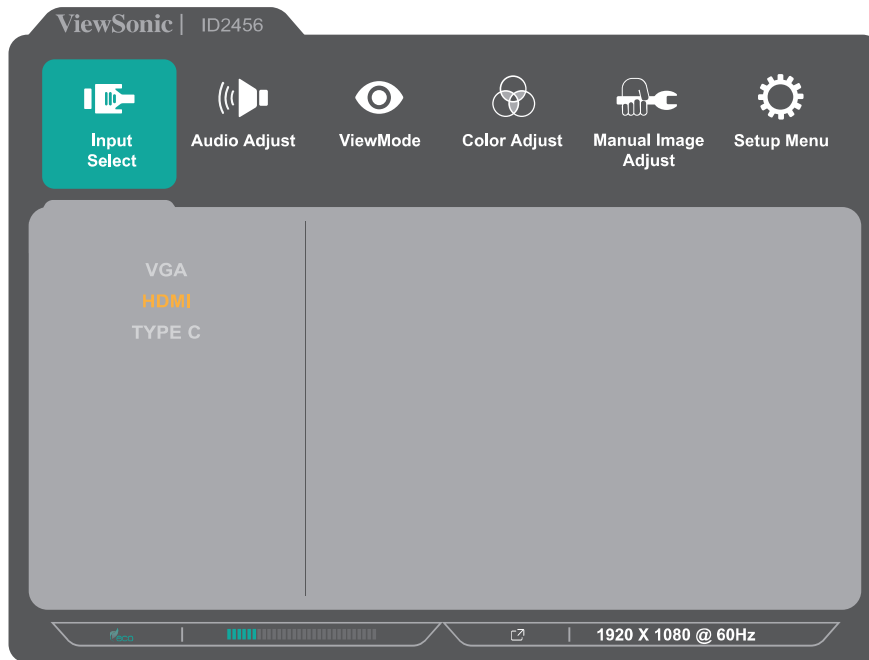 ViewSonic | ID2456
Input
Select
Audio Adjust
ViewMode
Color Adjust
Manual Image
Adjust
Setup Menu
VGA
HDMI
TYPE C
eco
1920 X 1080 @ 60Hz